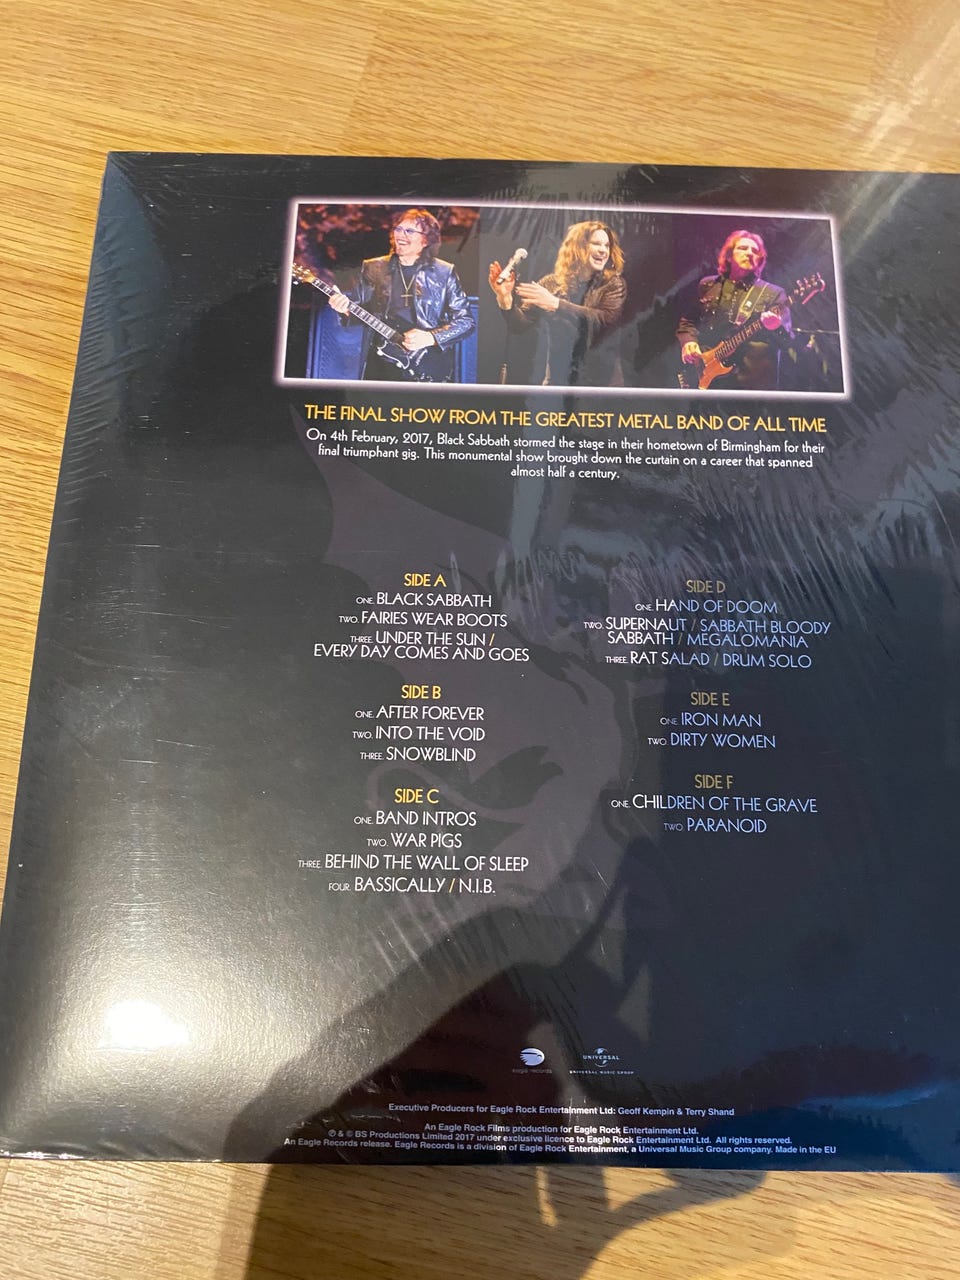 THE FINAL SHOW FROM THE GREATEST METAL BAND OF ALL TIME
On 4th February, 2017, Black Sabbath stormed the stage in their hometown of Birmingham for their
final triumphant gig. This monumental show brought down the curtain on a career that spanned
almost half a century.
SIDE A
ONE. BLACK SABBATH
TWO. FAIRIES WEAR BOOTS
THREE. UNDER THE SUN /
EVERY DAY COMES AND GOES
SIDE B
ONE. AFTER FOREVER
TWO. INTO THE VOID
THREE. SNOWBLIND
SIDE C
ONE. BAND INTROS
TWO. WAR PIGS
THREE. BEHIND THE WALL OF SLEEP
FOUR. BASSICALLY / N.I.B.
SIDE D
ONE. HAND OF DOOM
TWO. SUPERNAUT / SABBATH BLOODY
SABBATH / MEGALOMANIA
THREE. RAT SALAD / DRUM SOLO
SIDE E
ONE. IRON MAN
TWO. DIRTY WOMEN
SIDE F
ONE. CHILDREN OF THE GRAVE
TWO. PARANOID
eagle records
UNIVERSAL
UNIVERSAL MUSIC GROUP
Executive Producers for Eagle Rock Entertainment Ltd: Geoff Kempin & Terry Shand
An Eagle Rock Films production for Eagle Rock Entertainment Ltd.
℗ & © BS Productions Limited 2017 under exclusive licence to Eagle Rock Entertainment Ltd. All rights reserved.
An Eagle Records release. Eagle Records is a division of Eagle Rock Entertainment, a Universal Music Group company. Made in the EU